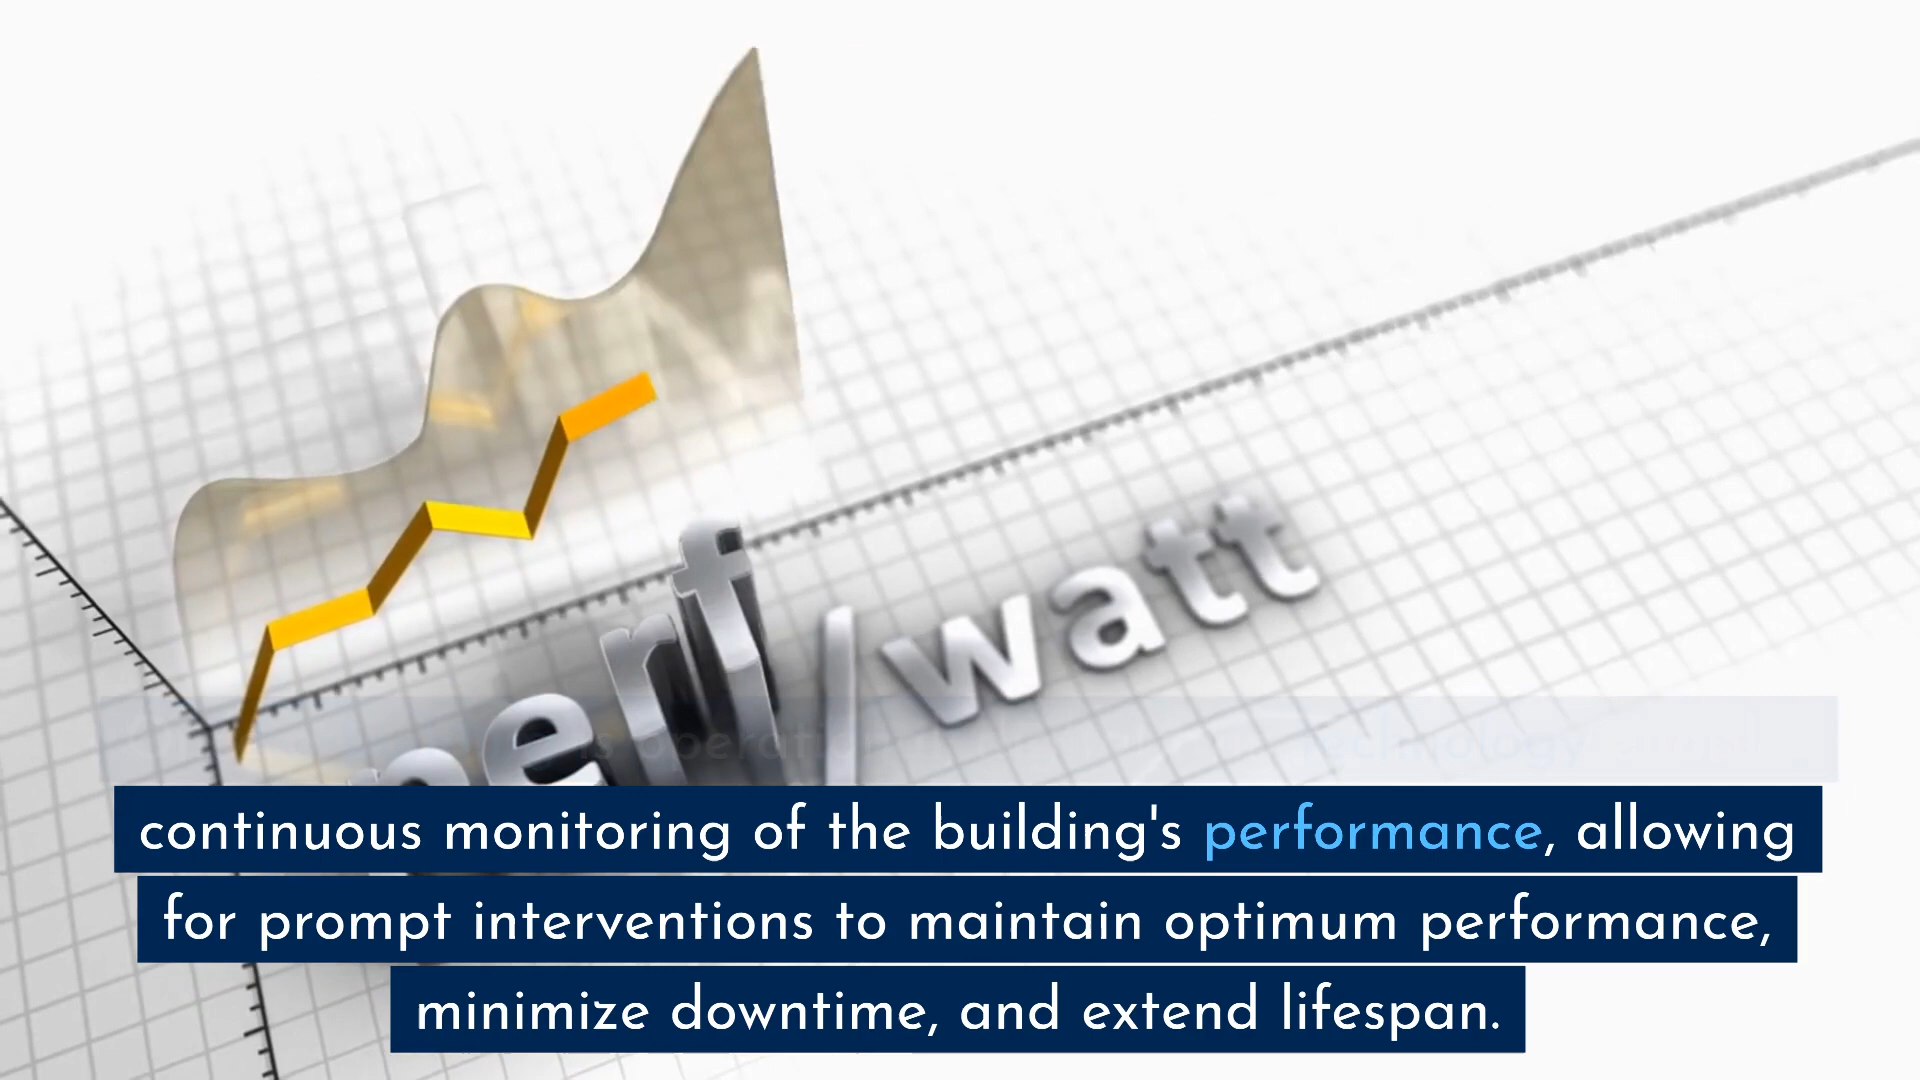 perf/watt
technology
continuous monitoring of the building's performance, allowing
for prompt interventions to maintain optimum performance,
minimize downtime, and extend lifespan.